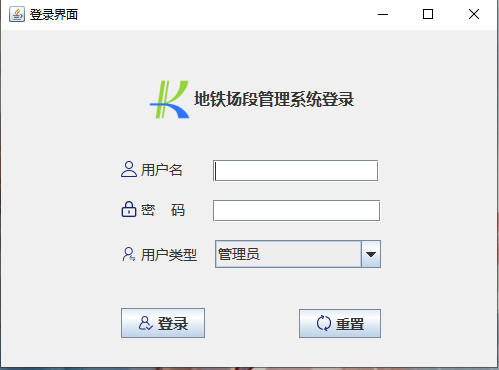 登录界面
地铁场段管理系统登录
用户名
密 码
用户类型 管理员
登录 重置